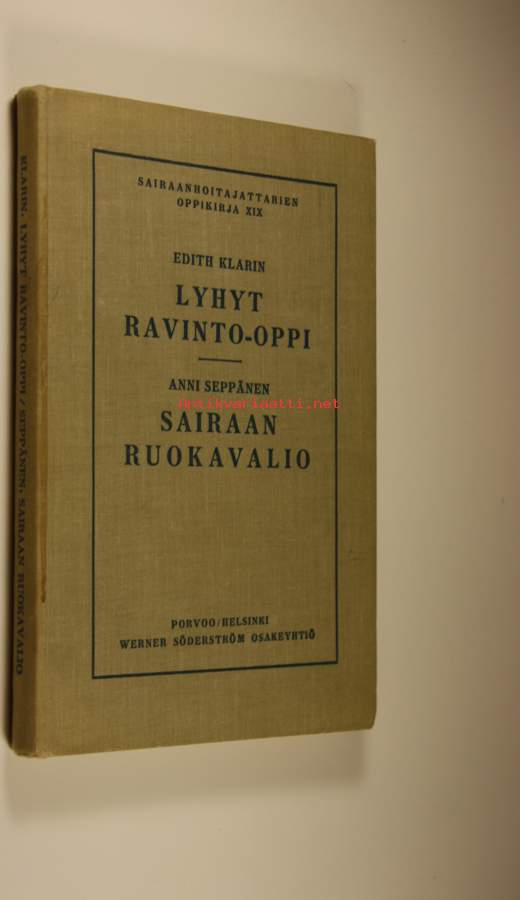 SAIRAANHOITAJATTARIEN
OPPIKIRJA XIX
EDITH KLARIN
LYHYT
RAVINTO-OPPI
ANNI SEPPÄNEN
antikvariaatti.net
SAIRAAN
RUOKAVALIO
PORVOO/HELSINKI
WERNER SÖDERSTRÖM OSAKEYHTIÖ
KLARIN, LYHYT RAVINTO-OPPI / SEPPÄNEN, SAIRAAN RUOKAVALIO